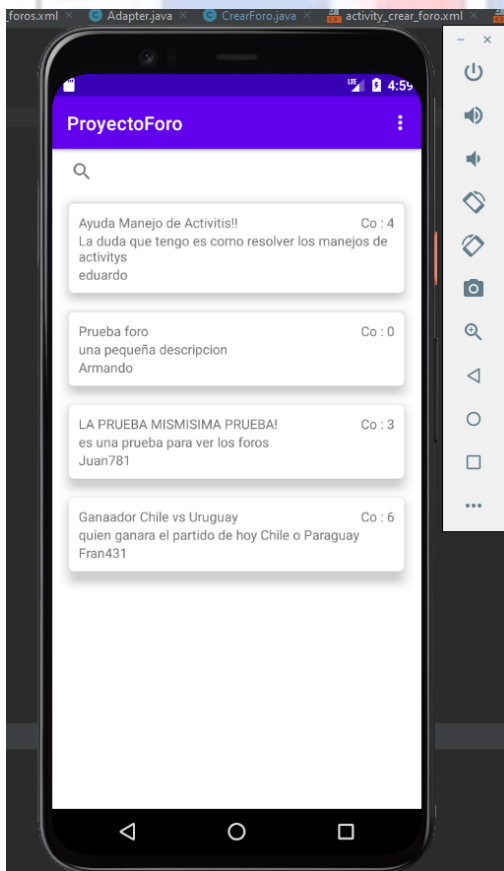 _foros.xml Adapter.java CrearForo.java activity_crear_foro.xml
LTE 4:59
ProyectoForo
Ayuda Manejo de Activitis!! Co : 4
La duda que tengo es como resolver los manejos de
activitys
eduardo
Prueba foro Co : 0
una pequeña descripcion
Armando
LA PRUEBA MISMISIMA PRUEBA! Co : 3
es una prueba para ver los foros
Juan781
Ganaador Chile vs Uruguay Co : 6
quien ganara el partido de hoy Chile o Paraguay
Fran431